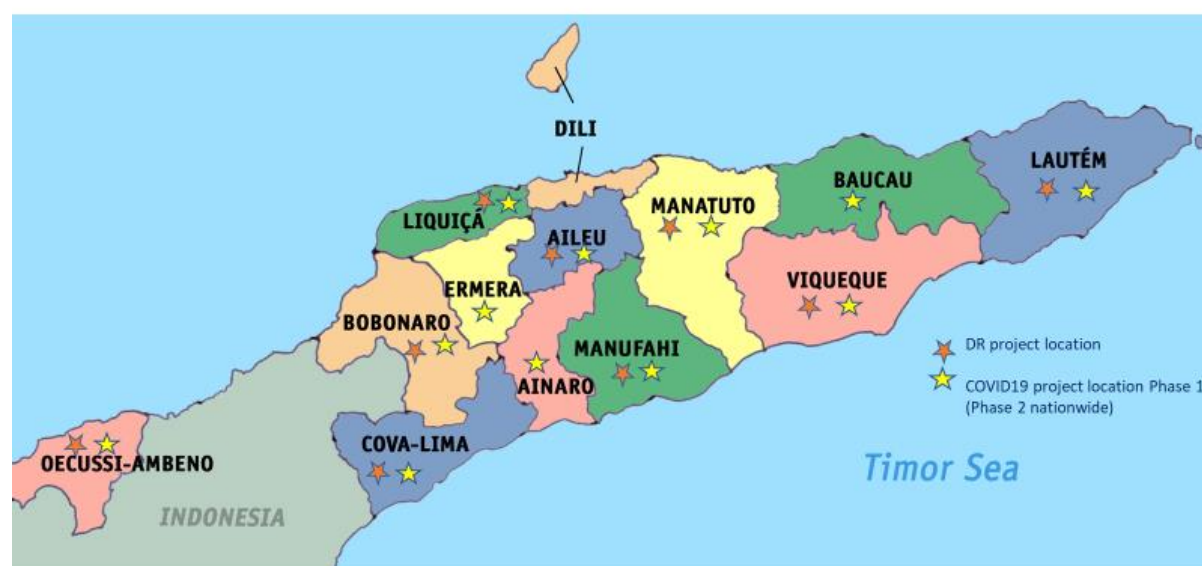 DILI
LAUTÉM
BAUCAU
MANATUTO
LIQUIÇÁ
AILEU
VIQUEQUE
ERMERA
BOBONARO
MANUFAHI
AINARO
DR project location
COVID19 project location Phase 1
(Phase 2 nationwide)
COVA-LIMA
OECUSSI-AMBENO
Timor Sea
INDONESIA